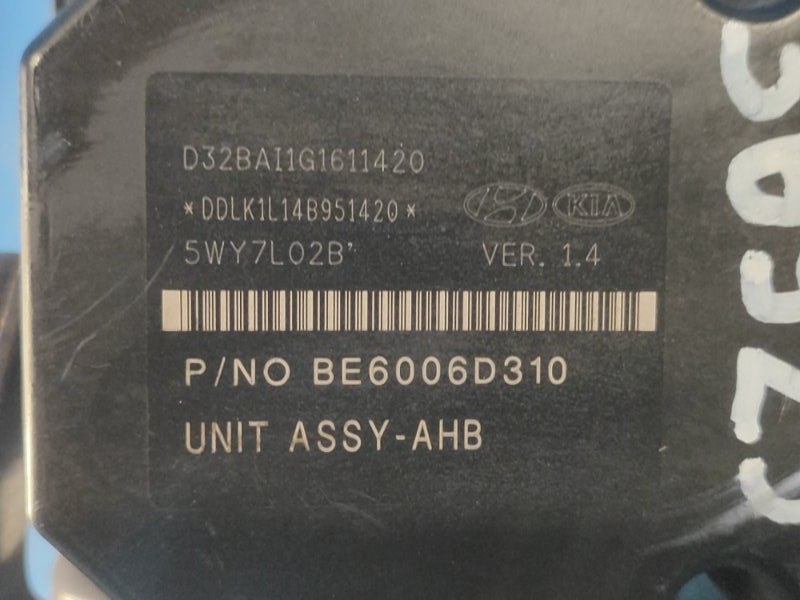 D32BAI1G1611420
*DDLK1L14B951420* KIA
5WY7L02B VER. 1.4
P/NO BE6006D310
UNIT ASSY-AHB